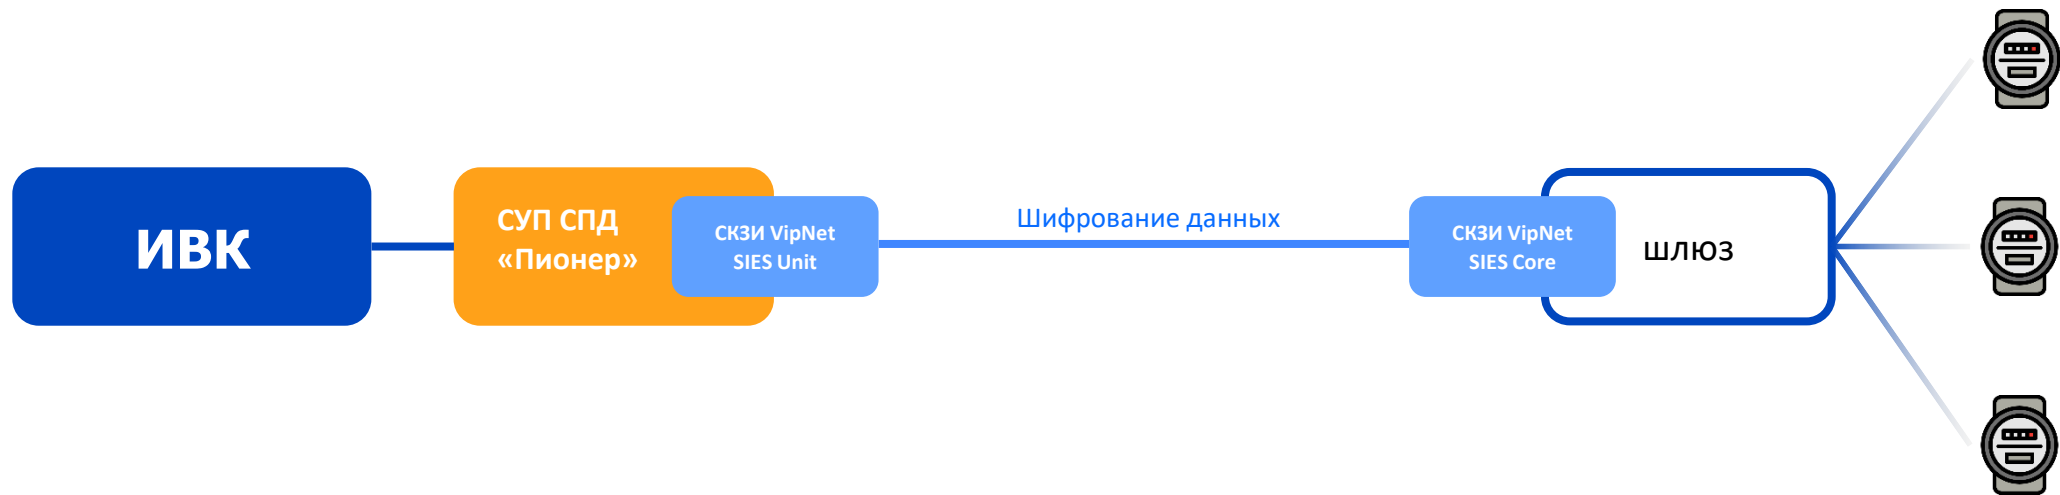 ИВК
СУП СПД
«Пионер»
СКЗИ VipNet
SIES Unit
Шифрование данных
СКЗИ VipNet
SIES Core
шлюз